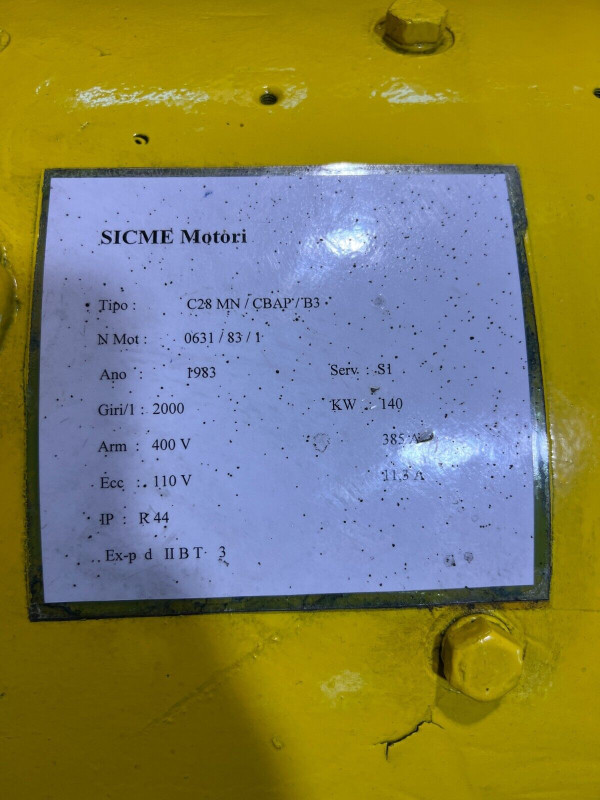 SICME Motori
Tipo : C28 MN / CBAP / B3
N Mot : 0631 / 83 / 1
Ano : 1983 Serv. : S1
Giri/1 : 2000 KW : 140
Arm : 400 V 385 A
Ecc : 110 V 11.3 A
IP : R 44
Ex-p d II B T 3